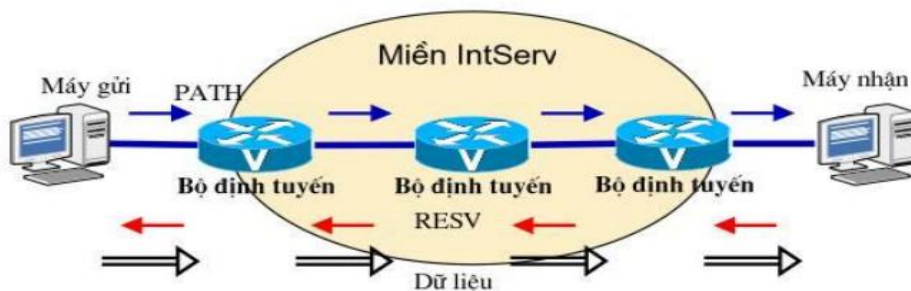 Miền IntServ
Máy gửi
PATH
Máy nhận
V
V
V
Bộ định tuyến
Bộ định tuyến
Bộ định tuyến
RESV
Dữ liệu